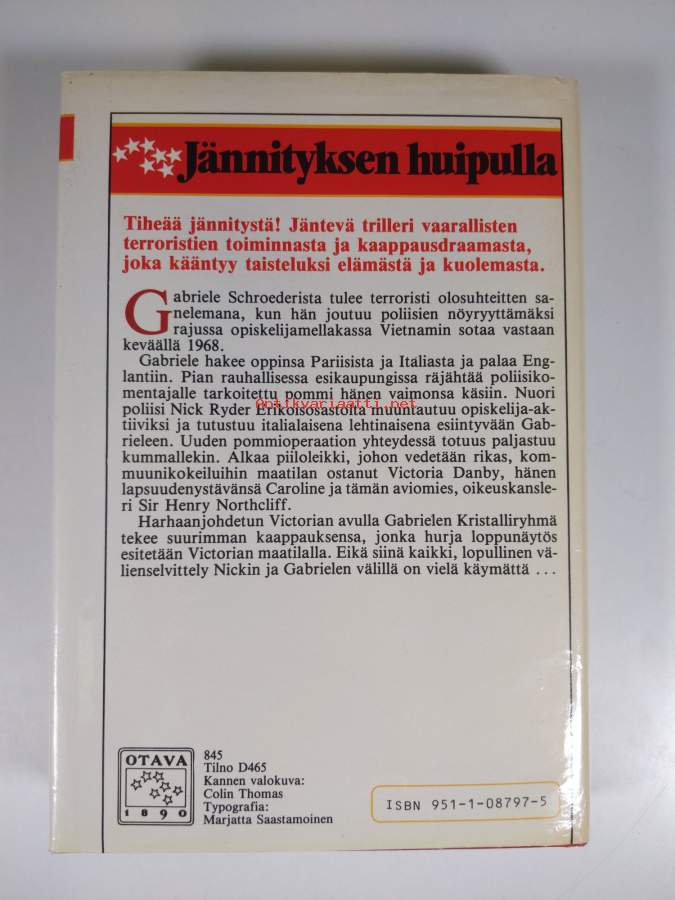 Jännityksen huipulla
Tiheää jännitystä! Jäntevä trilleri vaarallisten
terroristien toiminnasta ja kaappausdraamasta,
joka kääntyy taisteluksi elämästä ja kuolemasta.
Gabriele Schroederista tulee terroristi olosuhteitten sa-
nelemana, kun hän joutuu poliisien nöyryyttämäksi
rajussa opiskelijamellakassa Vietnamin sotaa vastaan
keväällä 1968.
Gabriele hakee oppinsa Pariisista ja Italiasta ja palaa Eng-
lantiin. Pian rauhallisessa esikaupungissa räjähtää poliisiko-
mentajalle tarkoitettu pommi hänen vaimonsa käsiin. Nuori
Antikvariaatti.net
poliisi Nick Ryder Erikoisosastolta muuntautuu opiskelija-ak-
tiiviksi ja tutustuu italialaisena lehtinaisena esiintyvään Gab-
rieleen. Uuden pommioperaation yhteydessä totuus paljastuu
kummallekin. Alkaa piiloleikki, johon vedetään rikas, kom-
muunikokeiluihin maatilan ostanut Victoria Danby, hänen
lapsuudenystävänsä Caroline ja tämän aviomies, oikeuskansle-
ri Sir Henry Northcliff.
Harhaanjohdetun Victorian avulla Gabrielen Kristalliryhmä
tekee suurimman kaappauksensa, jonka hurja loppunäytös
esitetään Victorian maatilalla. Eikä siinä kaikki, lopullinen vä-
lienselvittely Nickin ja Gabrielen välillä on vielä käymättä ...
OTAVA
1890
845
Tilno D465
Kannen valokuva:
Colin Thomas
Typografia:
Marjatta Saastamoinen
ISBN 951-1-08797-5